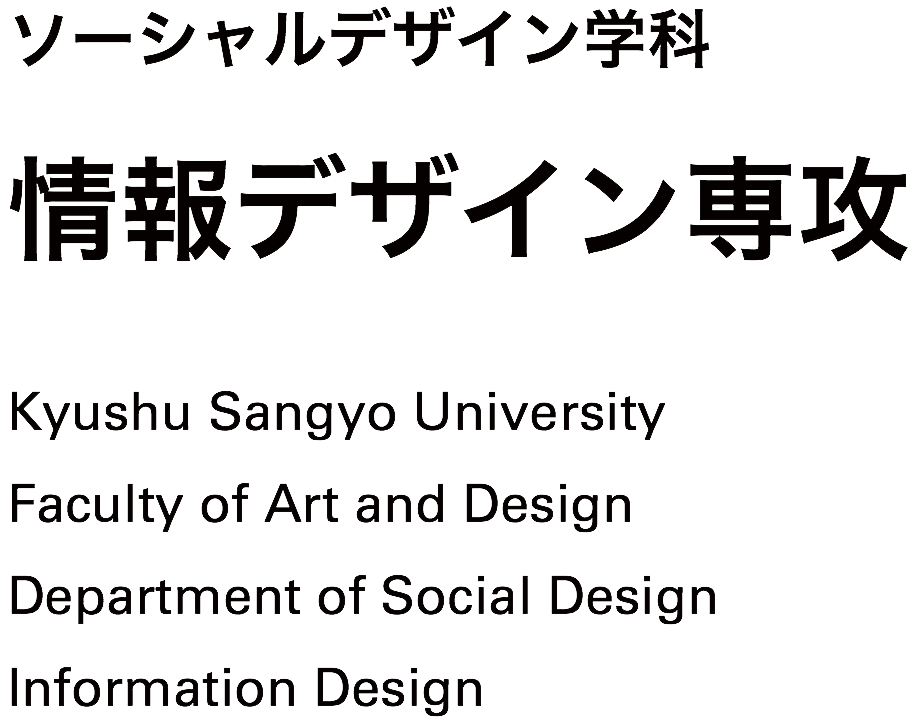 ソーシャルデザイン学科
情報デザイン専攻
Kyushu Sangyo University
Faculty of Art and Design
Department of Social Design
Information Design